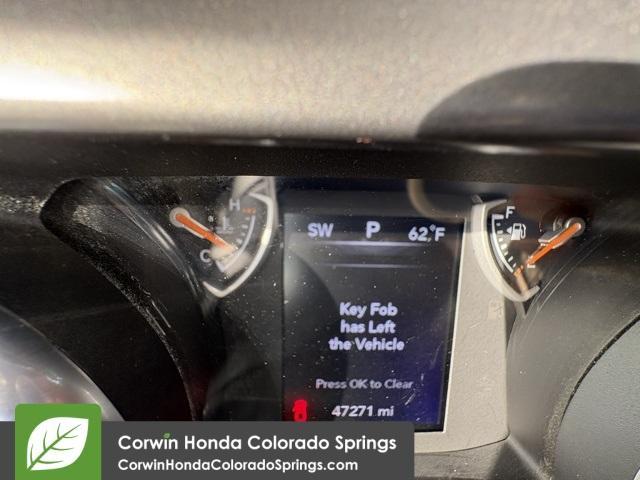 H
C
SW P 62°F
F
Key Fob
has Left
the Vehicle
Press OK to Clear
47271 mi
Corwin Honda Colorado Springs
CorwinHondaColoradoSprings.com